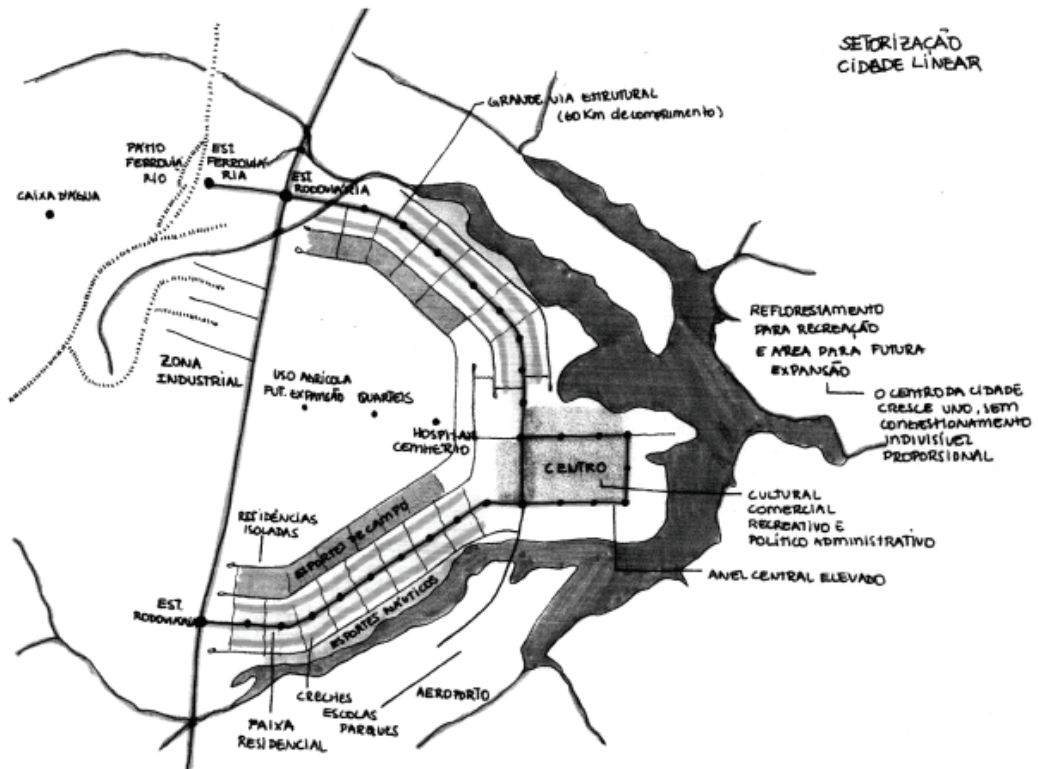 SETORIZAÇÃO
CIDADE LINEAR
GRANDE VIA ESTRUTURAL
(60 Km de comprimento)
PATIO
FERROVIÁ
RIO
EST.
FERROVIÁ
RIA
EST.
RODOVIÁRIA
CAIXA D'ÁGUA
ZONA
INDUSTRIAL
USO AGRÍCOLA
FUT. EXPANSÃO
QUARTEIS
HOSPITAL
CEMITERIO
CENTRO
REFLORESTAMENTO
PARA RECREAÇÃO
E AREA PARA FUTURA
EXPANSÃO
O CENTRO DA CIDADE
CRESCE UNO, SEM
CONGESTIONAMENTO
INDIVISÍVEL
PROPORSIONAL
CULTURAL
COMERCIAL
RECREATIVO E
POLÍTICO ADMINISTRATIVO
ANEL CENTRAL ELEVADO
RESIDÊNCIAS
ISOLADAS
ESPORTES DE CAMPO
ESPORTES NÁUTICOS
EST.
RODOVIÁRIA
FAIXA
RESIDENCIAL
CRECHES
ESCOLAS
PARQUES
AEROPORTO